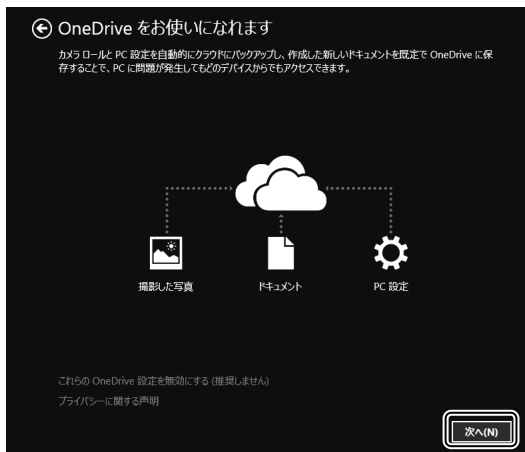 OneDrive をお使いになれます
カメラ ロールと PC 設定を自動的にクラウドにバックアップし、作成した新しいドキュメントを既定で OneDrive に保
存することで、PC に問題が発生してもどのデバイスからでもアクセスできます。
撮影した写真
ドキュメント
PC 設定
これらの OneDrive 設定を無効にする (推奨しません)
プライバシーに関する声明
次へ(N)